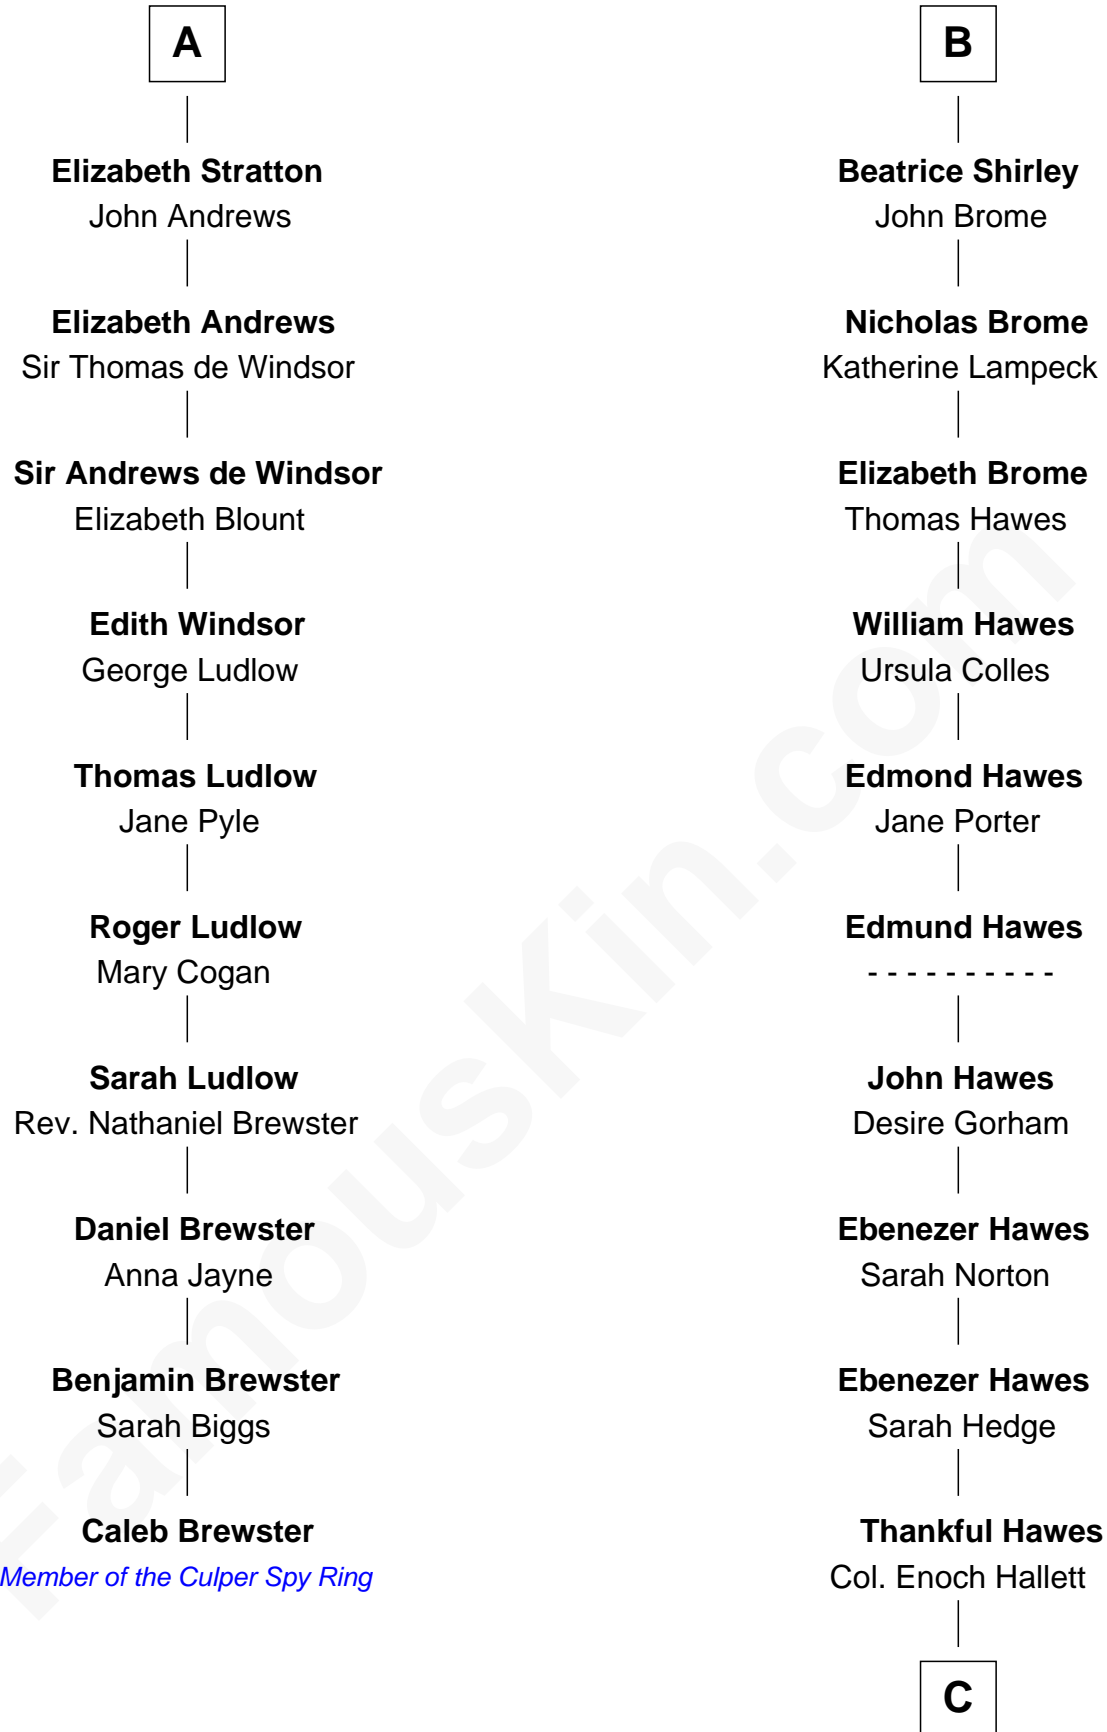 A
Elizabeth Stratton
John Andrews
Elizabeth Andrews
Sir Thomas de Windsor
Sir Andrews de Windsor
Elizabeth Blount
Edith Windsor
George Ludlow
Thomas Ludlow
Jane Pyle
Roger Ludlow
Mary Cogan
Sarah Ludlow
Rev. Nathaniel Brewster
Daniel Brewster
Anna Jayne
Benjamin Brewster
Sarah Biggs
Caleb Brewster
Member of the Culper Spy Ring
B
Beatrice Shirley
John Brome
Nicholas Brome
Katherine Lampeck
Elizabeth Brome
Thomas Hawes
William Hawes
Ursula Colles
Edmond Hawes
Jane Porter
Edmund Hawes
- - - - - - - - - -
John Hawes
Desire Gorham
Ebenezer Hawes
Sarah Norton
Ebenezer Hawes
Sarah Hedge
Thankful Hawes
Col. Enoch Hallett
C
FamousKin.com